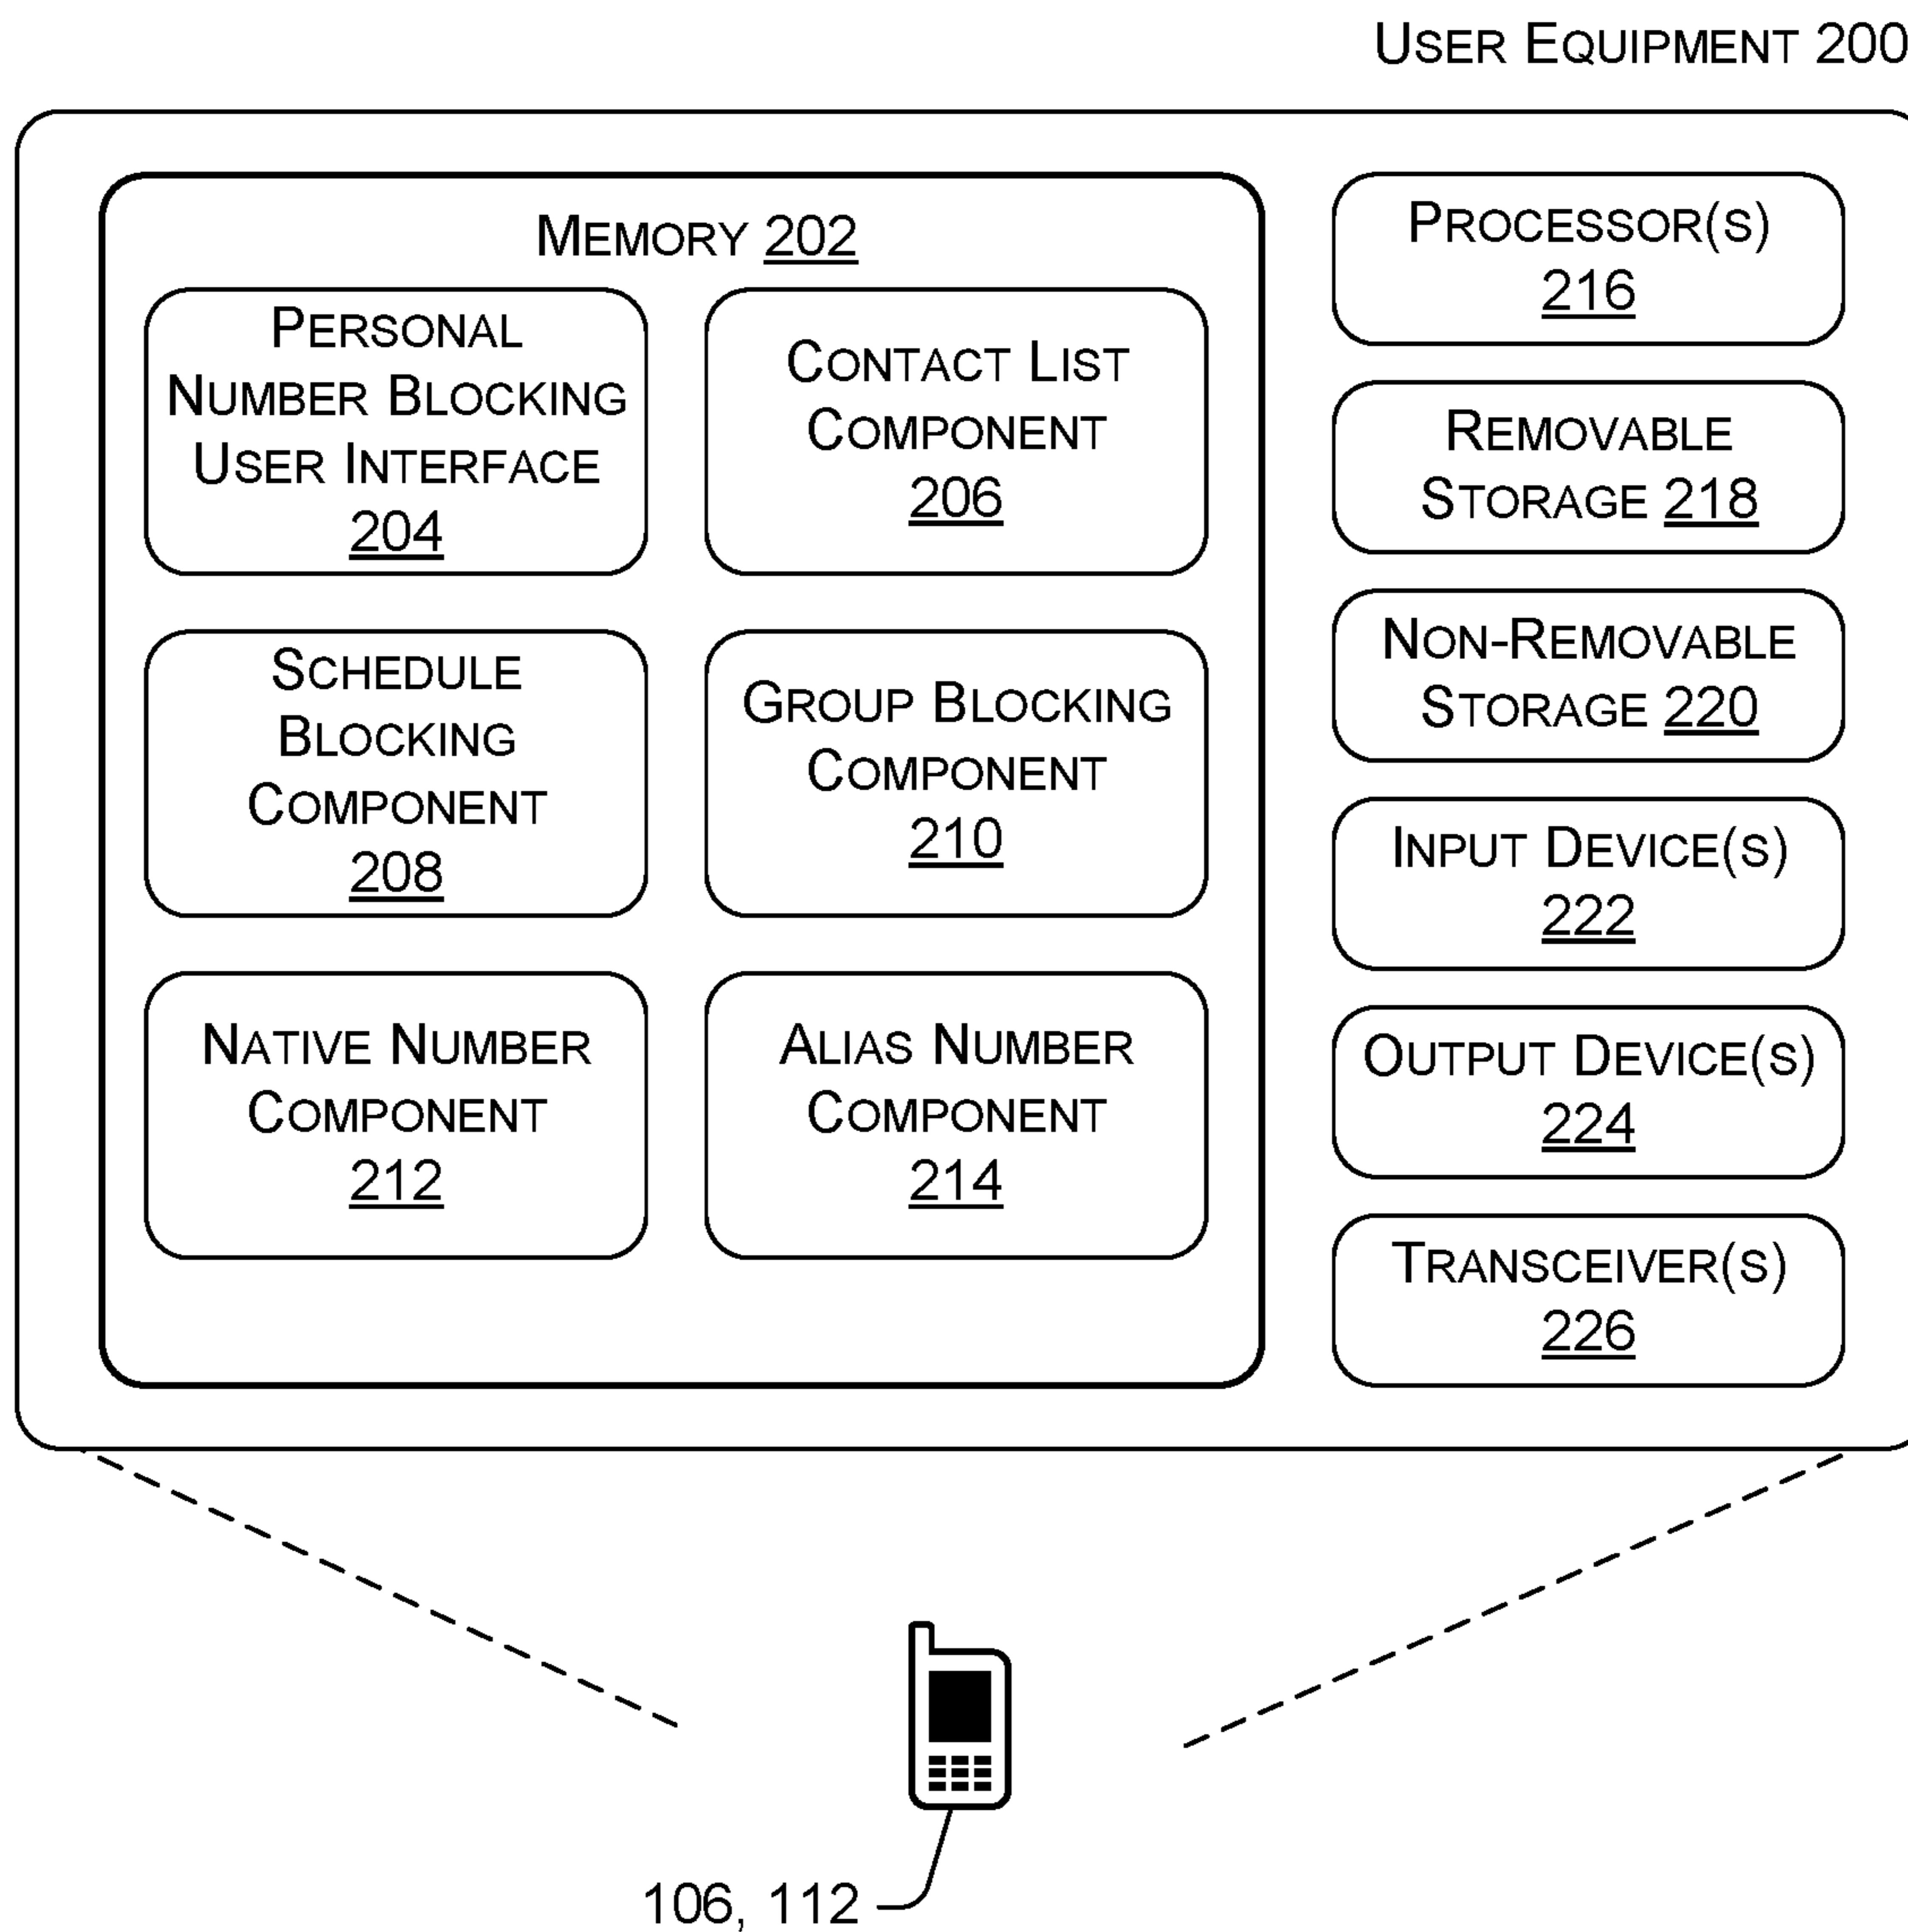 USER EQUIPMENT 200
MEMORY 202
PERSONAL
NUMBER BLOCKING
USER INTERFACE
204
CONTACT LIST
COMPONENT
206
SCHEDULE
BLOCKING
COMPONENT
208
GROUP BLOCKING
COMPONENT
210
NATIVE NUMBER
COMPONENT
212
ALIAS NUMBER
COMPONENT
214
PROCESSOR(S)
216
REMOVABLE
STORAGE 218
NON-REMOVABLE
STORAGE 220
INPUT DEVICE(S)
222
OUTPUT DEVICE(S)
224
TRANSCEIVER(S)
226
106, 112